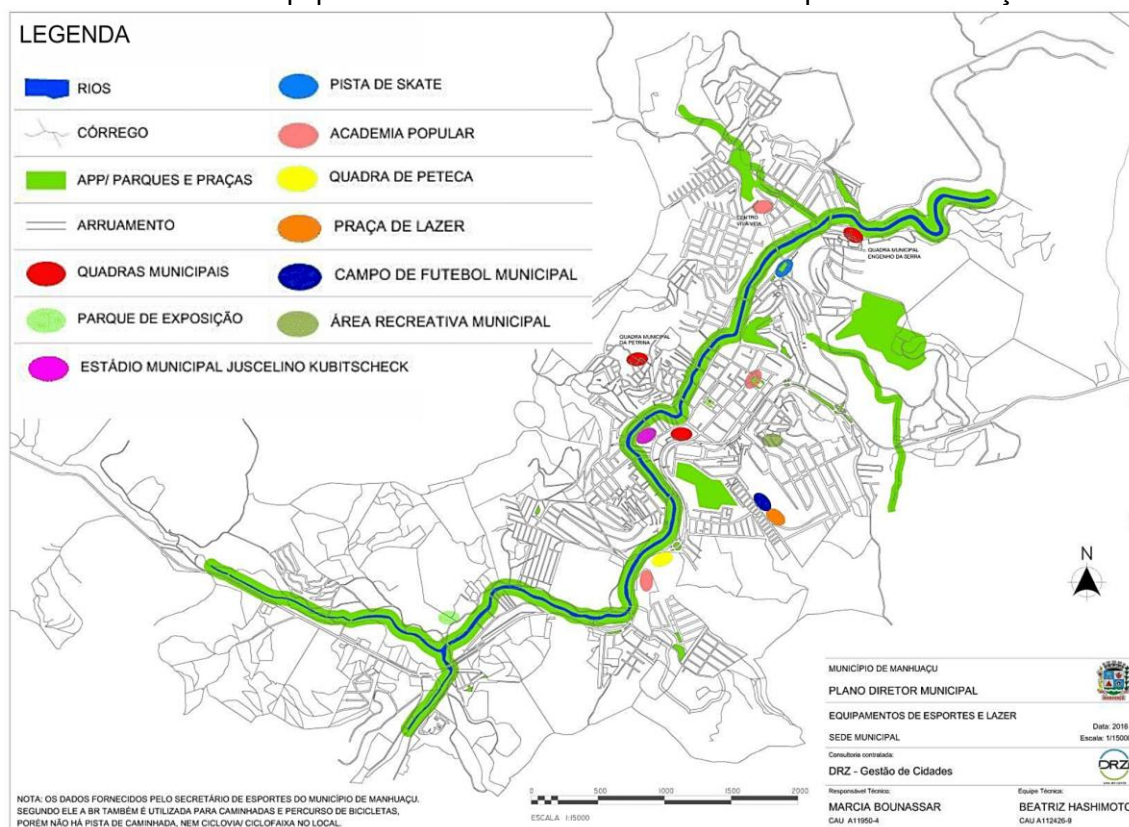 LEGENDA
RIOS
CÓRREGO
APP/ PARQUES E PRAÇAS
ARRUAMENTO
QUADRAS MUNICIPAIS
PARQUE DE EXPOSIÇÃO
ESTÁDIO MUNICIPAL JUSCELINO KUBITSCHECK
PISTA DE SKATE
ACADEMIA POPULAR
QUADRA DE PETECA
PRAÇA DE LAZER
CAMPO DE FUTEBOL MUNICIPAL
ÁREA RECREATIVA MUNICIPAL
CENTRO
VIVA VIDA
QUADRA MUNICIPAL
ENGENHO DA SERRA
QUADRA MUNICIPAL
DA PETRINA
N
MUNICÍPIO DE MANHUAÇU
PLANO DIRETOR MUNICIPAL
EQUIPAMENTOS DE ESPORTES E LAZER
SEDE MUNICIPAL
Data: 2016
Escala: 1/15000
Consultoria contratada:
DRZ - Gestão de Cidades
DRZ
Responsável Técnico:
MARCIA BOUNASSAR
CAU A11950-4
Equipe Técnica:
BEATRIZ HASHIMOTO
CAU A112426-9
0 500 1000 1500 2000
ESCALA 1:15000
NOTA: OS DADOS FORNECIDOS PELO SECRETÁRIO DE ESPORTES DO MUNICÍPIO DE MANHUAÇU.
SEGUNDO ELE A BR TAMBÉM É UTILIZADA PARA CAMINHADAS E PERCURSO DE BICICLETAS,
PORÉM NÃO HÁ PISTA DE CAMINHADA, NEM CICLOVIA/ CICLOFAIXA NO LOCAL.